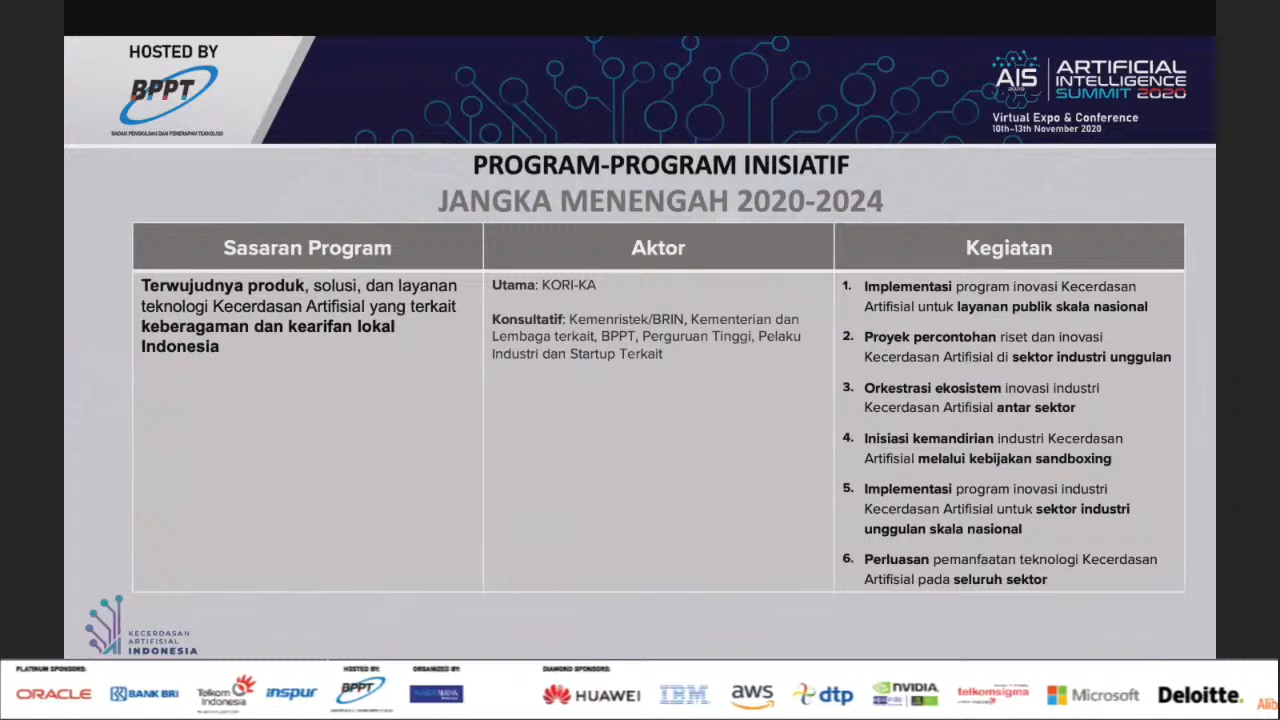 HOSTED BY
BPPT
BADAN PENGKAJIAN DAN PENERAPAN TEKNOLOGI
AIS
2020
ARTIFICIAL
INTELLIGENCE
SUMMIT 2020
Virtual Expo & Conference
10th-13th November 2020
PROGRAM-PROGRAM INISIATIF
JANGKA MENENGAH 2020-2024
Sasaran Program
Aktor
Kegiatan
Terwujudnya produk, solusi, dan layanan
teknologi Kecerdasan Artifisial yang terkait
keberagaman dan kearifan lokal
Indonesia
Utama: KORI-KA
Konsultatif: Kemenristek/BRIN, Kementerian dan
Lembaga terkait, BPPT, Perguruan Tinggi, Pelaku
Industri dan Startup Terkait
1. Implementasi program inovasi Kecerdasan
Artifisial untuk layanan publik skala nasional
2. Proyek percontohan riset dan inovasi
Kecerdasan Artifisial di sektor industri unggulan
3. Orkestrasi ekosistem inovasi industri
Kecerdasan Artifisial antar sektor
4. Inisiasi kemandirian industri Kecerdasan
Artifisial melalui kebijakan sandboxing
5. Implementasi program inovasi industri
Kecerdasan Artifisial untuk sektor industri
unggulan skala nasional
6. Perluasan pemanfaatan teknologi Kecerdasan
Artifisial pada seluruh sektor
KECERDASAN
ARTIFISIAL
INDONESIA
PLATINUM SPONSORS:
HOSTED BY:
ORGANIZED BY:
DIAMOND SPONSORS:
ORACLE
BANK BRI
Telkom
Indonesia
inspur
BPPT
HUAWEI
IBM
aws
dtp
NVIDIA
telkomsigma
Microsoft
Deloitte.
Alib